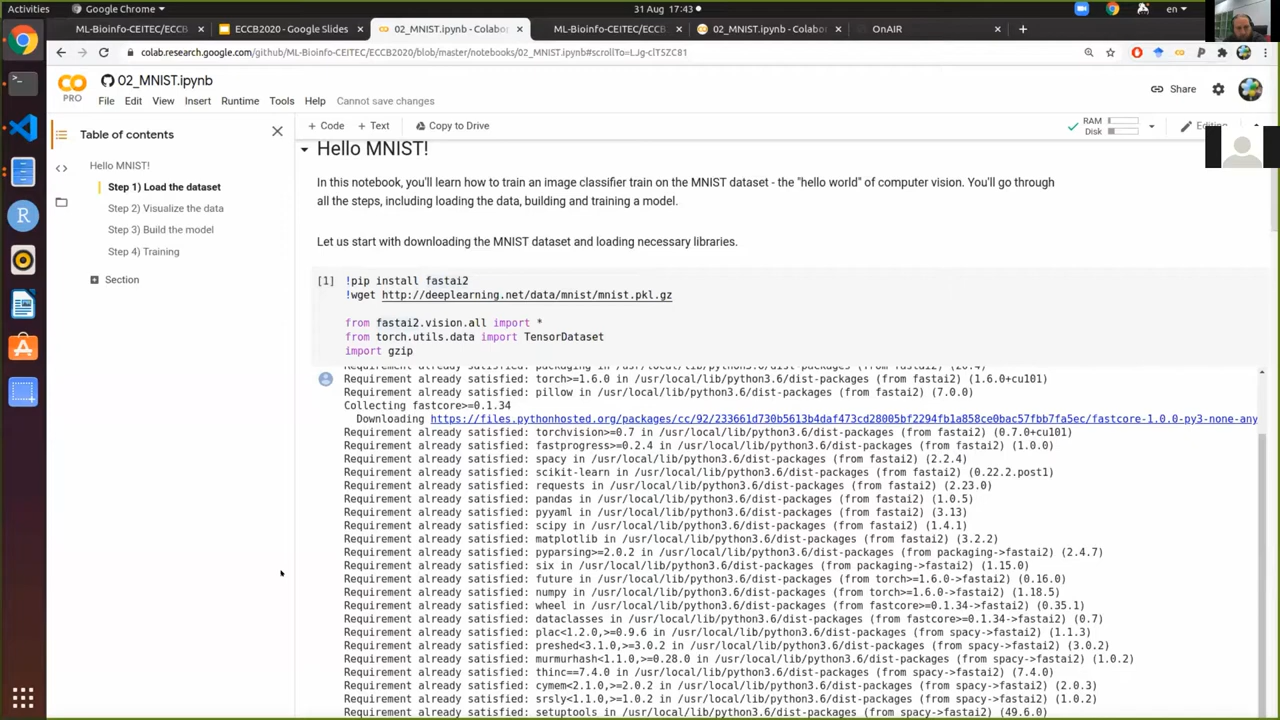 Activities
Google Chrome
31 Aug 17:43
en
ML-Bioinfo-CEITEC/ECCB
ECCB2020 - Google Slides
02_MNIST.ipynb - Colabora
ML-Bioinfo-CEITEC/ECCB
02_MNIST.ipynb - Colabora
OnAIR
colab.research.google.com/github/ML-Bioinfo-CEITEC/ECCB2020/blob/master/notebooks/02_MNIST.ipynb#scrollTo=LJg-clT5ZC81
CO
PRO
02_MNIST.ipynb
File Edit View Insert Runtime Tools Help Cannot save changes
Share
+ Code + Text Copy to Drive
RAM
Disk
Editing
Table of contents
Hello MNIST!
Step 1) Load the dataset
Step 2) Visualize the data
Step 3) Build the model
Step 4) Training
Section
Hello MNIST!
In this notebook, you'll learn how to train an image classifier train on the MNIST dataset - the "hello world" of computer vision. You'll go through
all the steps, including loading the data, building and training a model.
Let us start with downloading the MNIST dataset and loading necessary libraries.
[1] !pip install fastai2
!wget http://deeplearning.net/data/mnist/mnist.pkl.gz
from fastai2.vision.all import *
from torch.utils.data import TensorDataset
import gzip
Requirement already satisfied: packaging in /usr/local/lib/python3.6/dist-packages (from fastai2) (20.4)
Requirement already satisfied: torch>=1.6.0 in /usr/local/lib/python3.6/dist-packages (from fastai2) (1.6.0+cu101)
Requirement already satisfied: pillow in /usr/local/lib/python3.6/dist-packages (from fastai2) (7.0.0)
Collecting fastcore>=0.1.34
Downloading https://files.pythonhosted.org/packages/cc/92/233661d730b5613b4daf473cd28005bf2294fb1a858ce0bac57fbb7fa5ec/fastcore-1.0.0-py3-none-any
Requirement already satisfied: torchvision>=0.7 in /usr/local/lib/python3.6/dist-packages (from fastai2) (0.7.0+cu101)
Requirement already satisfied: fastprogress>=0.2.4 in /usr/local/lib/python3.6/dist-packages (from fastai2) (1.0.0)
Requirement already satisfied: spacy in /usr/local/lib/python3.6/dist-packages (from fastai2) (2.2.4)
Requirement already satisfied: scikit-learn in /usr/local/lib/python3.6/dist-packages (from fastai2) (0.22.2.post1)
Requirement already satisfied: requests in /usr/local/lib/python3.6/dist-packages (from fastai2) (2.23.0)
Requirement already satisfied: pandas in /usr/local/lib/python3.6/dist-packages (from fastai2) (1.0.5)
Requirement already satisfied: pyyaml in /usr/local/lib/python3.6/dist-packages (from fastai2) (3.13)
Requirement already satisfied: scipy in /usr/local/lib/python3.6/dist-packages (from fastai2) (1.4.1)
Requirement already satisfied: matplotlib in /usr/local/lib/python3.6/dist-packages (from fastai2) (3.2.2)
Requirement already satisfied: pyparsing>=2.0.2 in /usr/local/lib/python3.6/dist-packages (from packaging->fastai2) (2.4.7)
Requirement already satisfied: six in /usr/local/lib/python3.6/dist-packages (from packaging->fastai2) (1.15.0)
Requirement already satisfied: future in /usr/local/lib/python3.6/dist-packages (from torch>=1.6.0->fastai2) (0.16.0)
Requirement already satisfied: numpy in /usr/local/lib/python3.6/dist-packages (from torch>=1.6.0->fastai2) (1.18.5)
Requirement already satisfied: wheel in /usr/local/lib/python3.6/dist-packages (from fastcore>=0.1.34->fastai2) (0.35.1)
Requirement already satisfied: dataclasses in /usr/local/lib/python3.6/dist-packages (from fastcore>=0.1.34->fastai2) (0.7)
Requirement already satisfied: plac<1.2.0,>=0.9.6 in /usr/local/lib/python3.6/dist-packages (from spacy->fastai2) (1.1.3)
Requirement already satisfied: preshed<3.1.0,>=3.0.2 in /usr/local/lib/python3.6/dist-packages (from spacy->fastai2) (3.0.2)
Requirement already satisfied: murmurhash<1.1.0,>=0.28.0 in /usr/local/lib/python3.6/dist-packages (from spacy->fastai2) (1.0.2)
Requirement already satisfied: thinc==7.4.0 in /usr/local/lib/python3.6/dist-packages (from spacy->fastai2) (7.4.0)
Requirement already satisfied: cymem<2.1.0,>=2.0.2 in /usr/local/lib/python3.6/dist-packages (from spacy->fastai2) (2.0.3)
Requirement already satisfied: srsly<1.1.0,>=1.0.2 in /usr/local/lib/python3.6/dist-packages (from spacy->fastai2) (1.0.2)
Requirement already satisfied: setuptools in /usr/local/lib/python3.6/dist-packages (from spacy->fastai2) (49.6.0)